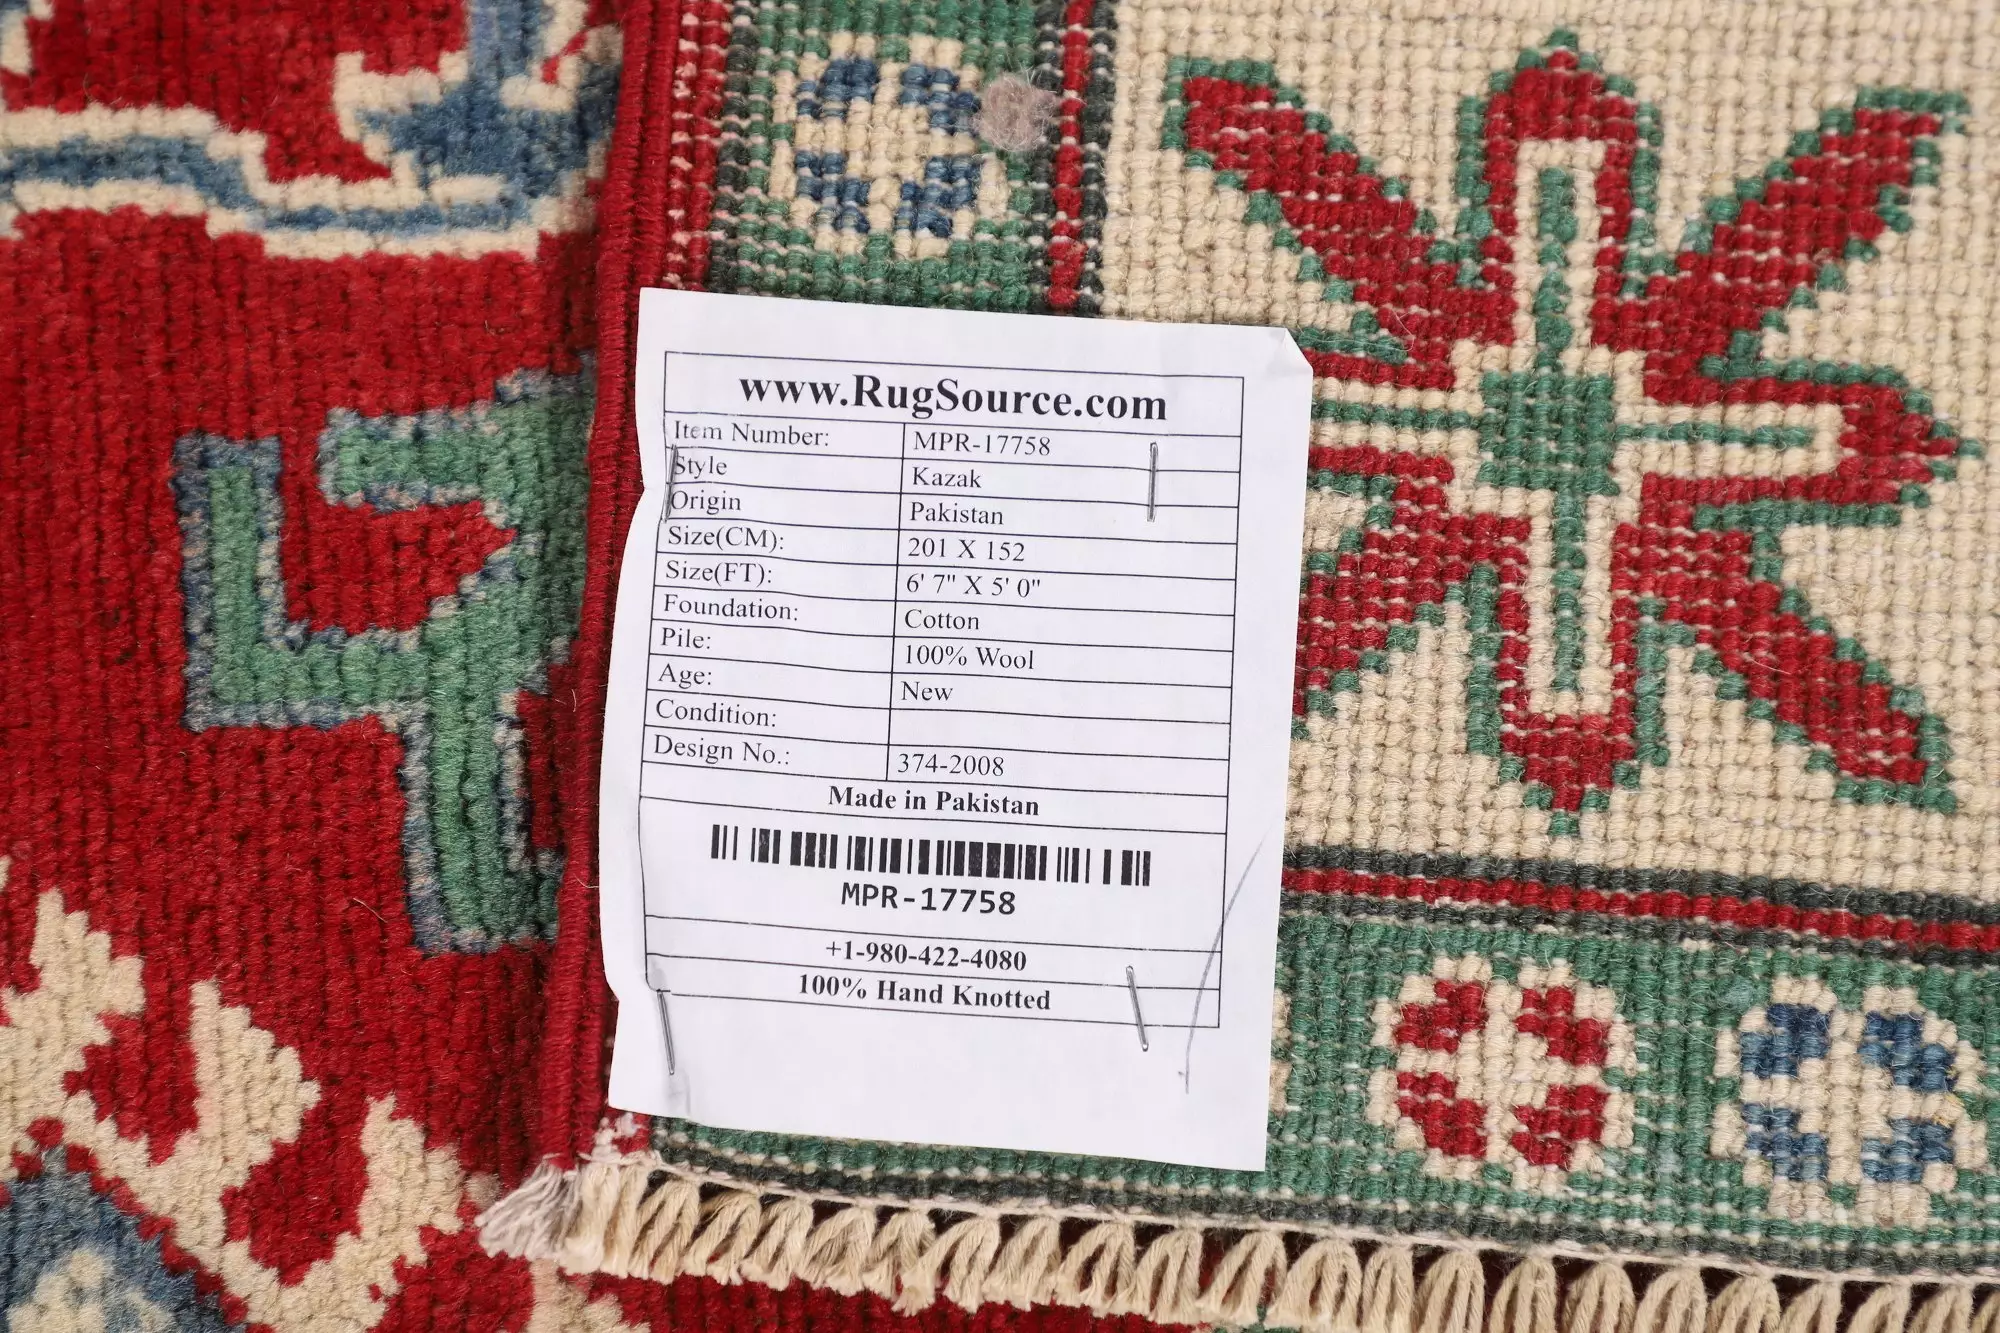 www.RugSource.com
Item Number: MPR-17758
Style Kazak
Origin Pakistan
Size(CM): 201 X 152
Size(FT): 6' 7" X 5' 0"
Foundation: Cotton
Pile: 100% Wool
Age: New
Condition:
Design No.: 374-2008
Made in Pakistan
MPR-17758
+1-980-422-4080
100% Hand Knotted